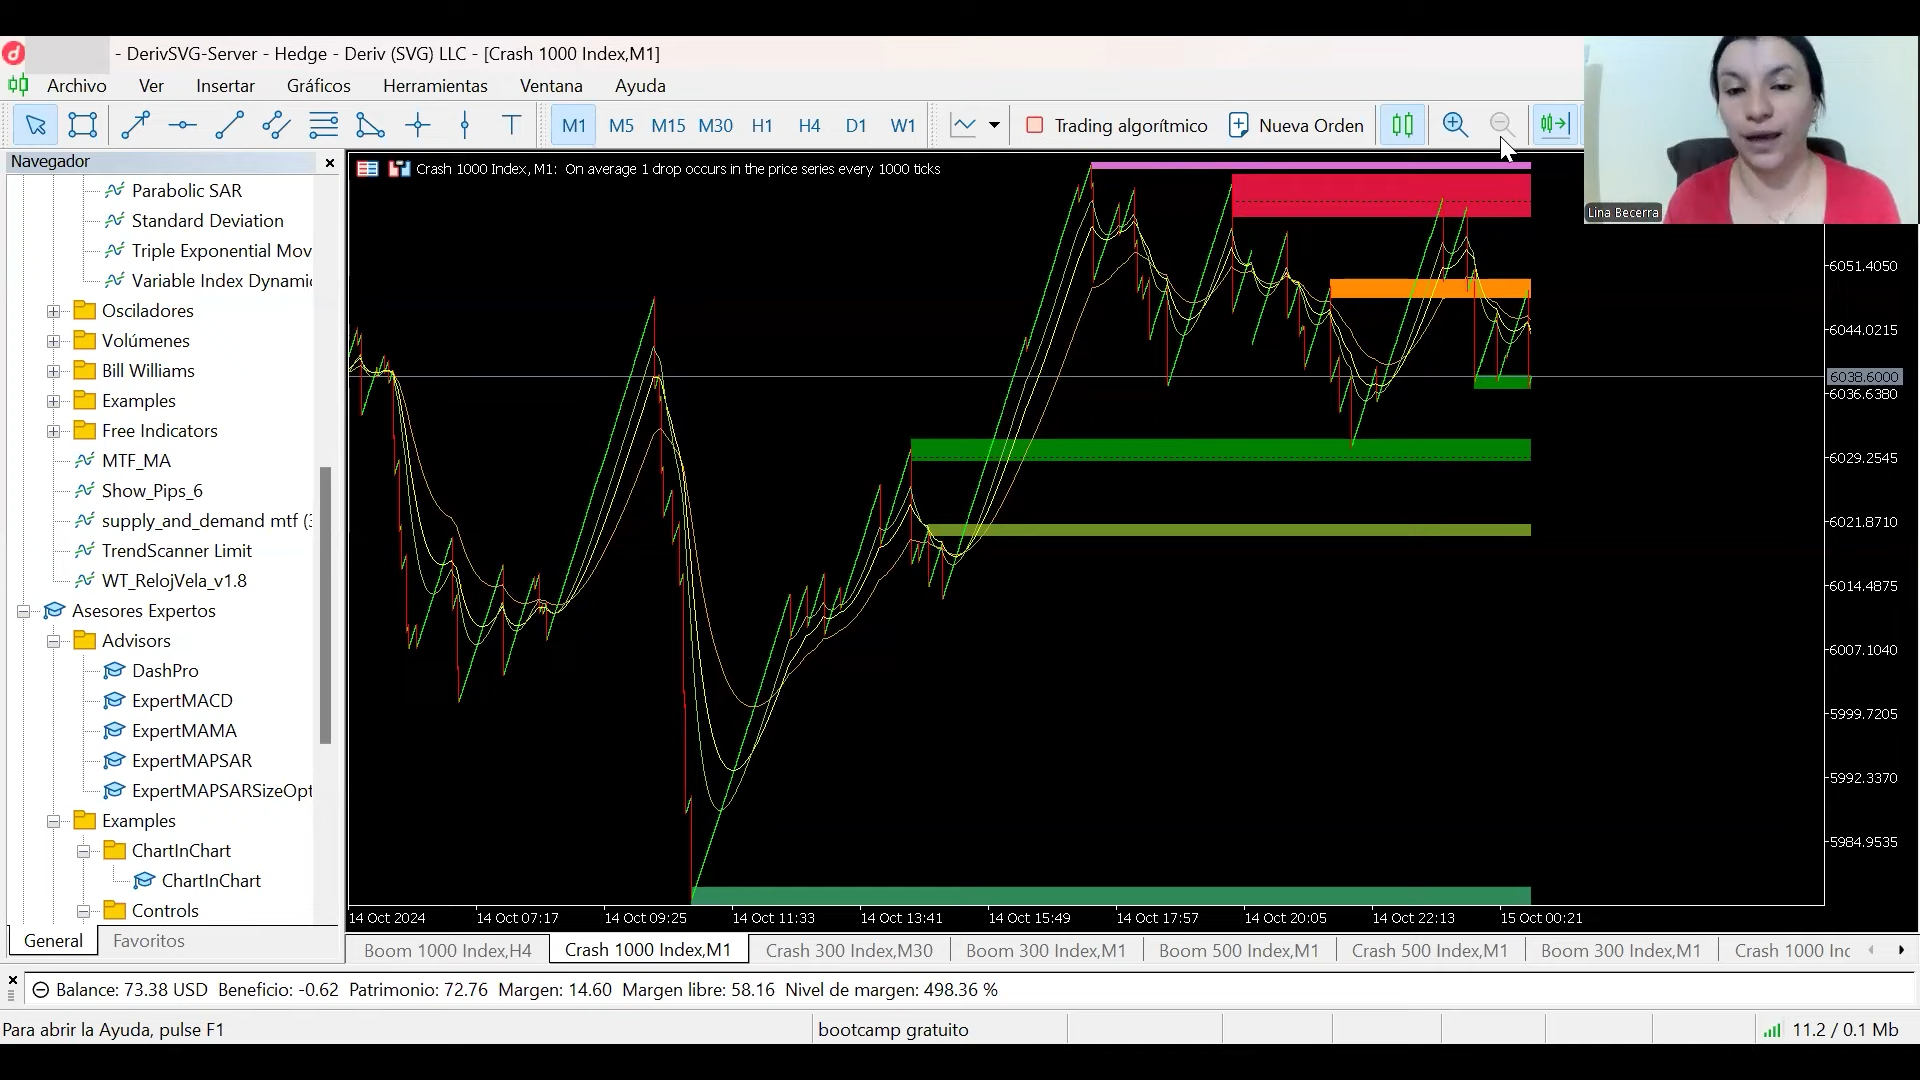 - DerivSVG-Server - Hedge - Deriv (SVG) LLC - [Crash 1000 Index,M1]
Archivo Ver Insertar Gráficos Herramientas Ventana Ayuda
T M1 M5 M15 M30 H1 H4 D1 W1 Trading algorítmico Nueva Orden
Lina Becerra
Navegador
Parabolic SAR
Standard Deviation
Triple Exponential Mov
Variable Index Dynamic
Osciladores
Volúmenes
Bill Williams
Examples
Free Indicators
MTF_MA
Show_Pips_6
supply_and_demand mtf (3
TrendScanner Limit
WT_RelojVela_v1.8
Asesores Expertos
Advisors
DashPro
ExpertMACD
ExpertMAMA
ExpertMAPSAR
ExpertMAPSARSizeOpt
Examples
ChartInChart
ChartInChart
Controls
General Favoritos
Crash 1000 Index, M1: On average 1 drop occurs in the price series every 1000 ticks
6051.4050
6044.0215
6038.6000
6036.6380
6029.2545
6021.8710
6014.4875
6007.1040
5999.7205
5992.3370
5984.9535
14 Oct 2024 14 Oct 07:17 14 Oct 09:25 14 Oct 11:33 14 Oct 13:41 14 Oct 15:49 14 Oct 17:57 14 Oct 20:05 14 Oct 22:13 15 Oct 00:21
Boom 1000 Index,H4 Crash 1000 Index,M1 Crash 300 Index,M30 Boom 300 Index,M1 Boom 500 Index,M1 Crash 500 Index,M1 Boom 300 Index,M1 Crash 1000 Inc
Balance: 73.38 USD Beneficio: -0.62 Patrimonio: 72.76 Margen: 14.60 Margen libre: 58.16 Nivel de margen: 498.36 %
Para abrir la Ayuda, pulse F1 bootcamp gratuito 11.2 / 0.1 Mb